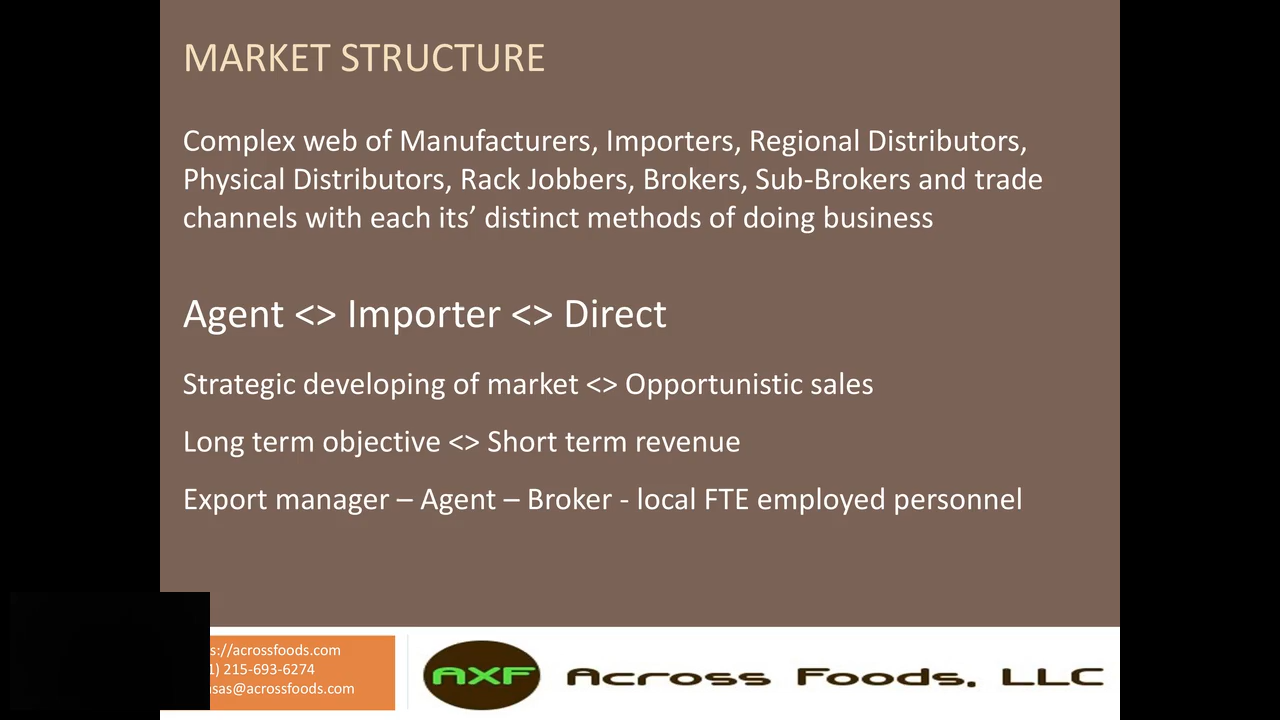 MARKET STRUCTURE
Complex web of Manufacturers, Importers, Regional Distributors,
Physical Distributors, Rack Jobbers, Brokers, Sub-Brokers and trade
channels with each its’ distinct methods of doing business
Agent <> Importer <> Direct
Strategic developing of market <> Opportunistic sales
Long term objective <> Short term revenue
Export manager – Agent – Broker - local FTE employed personnel
s://acrossfoods.com
1) 215-693-6274
sas@acrossfoods.com
AXF Across Foods, LLC